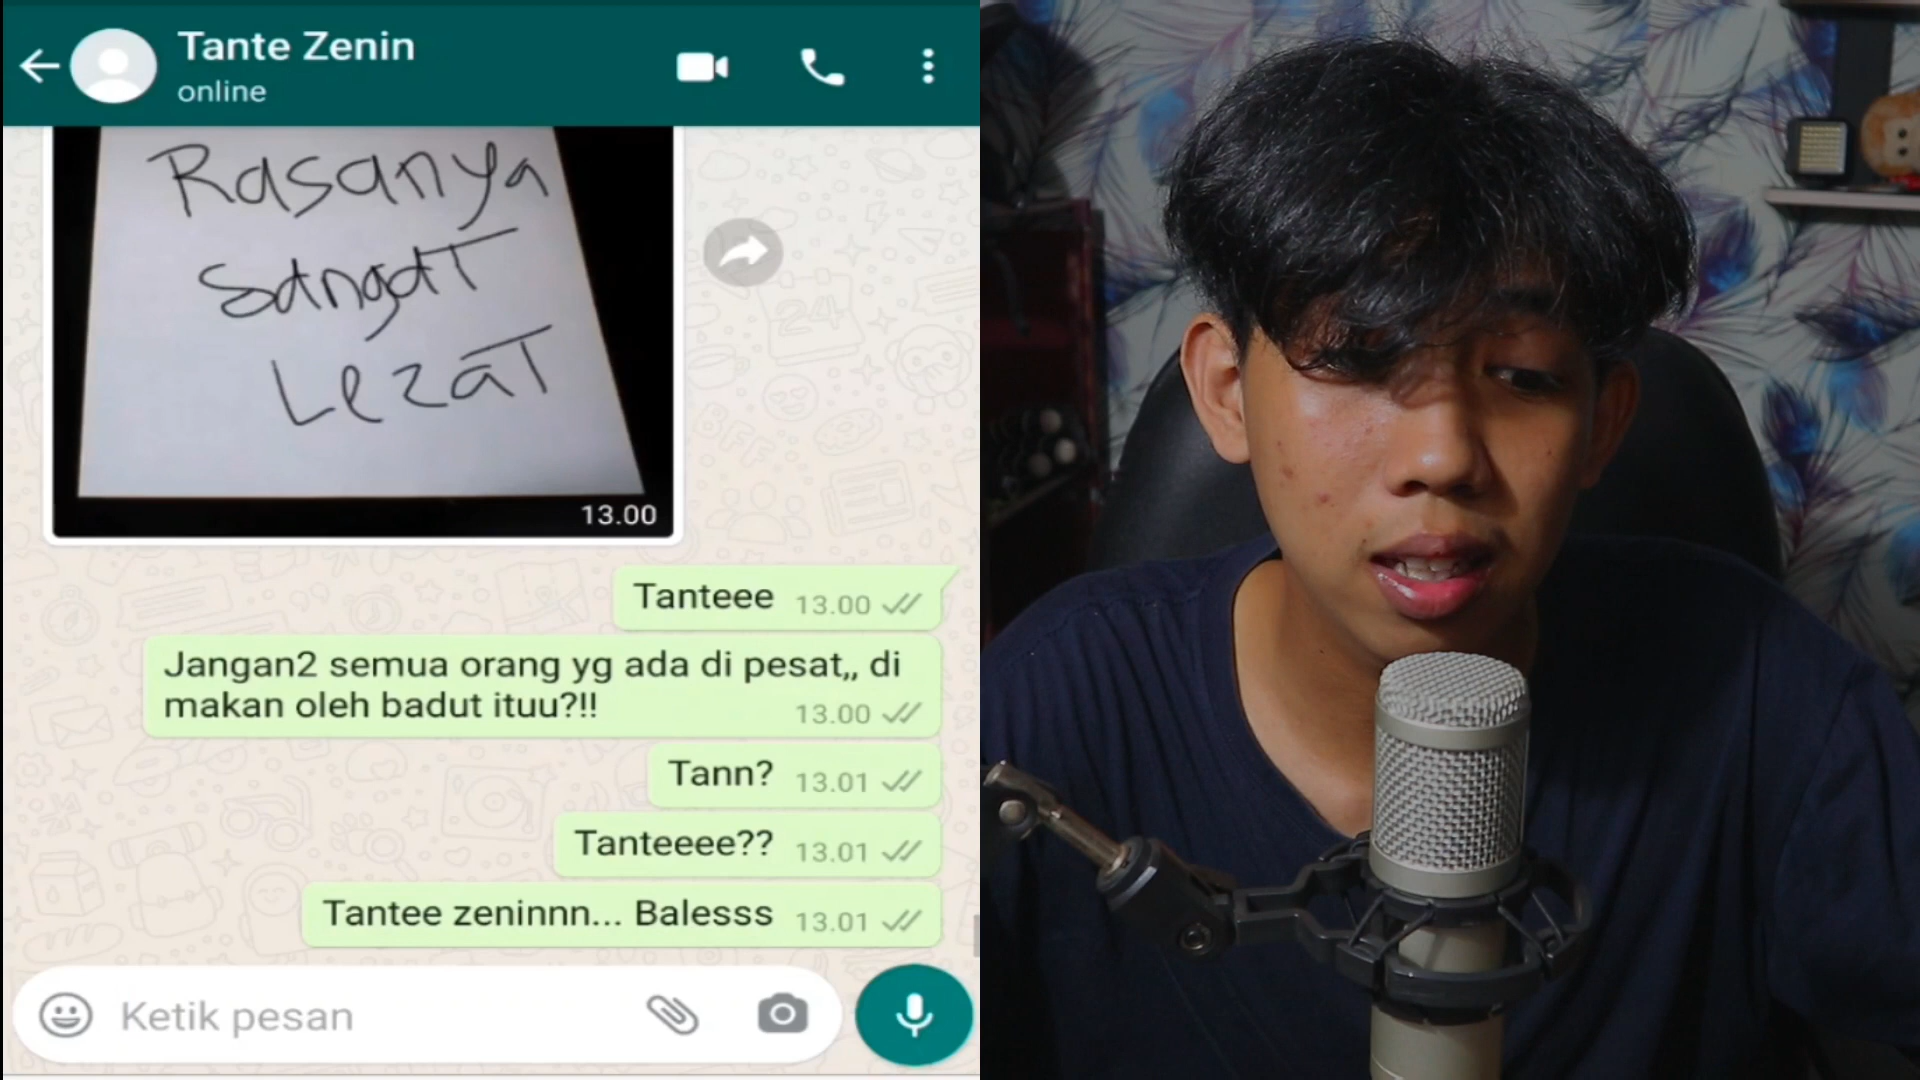 Tante Zenin
online
Rasanya
sangaT
LezaT
13.00
Tanteee 13.00
Jangan2 semua orang yg ada di pesat,, di
makan oleh badut ituu?!! 13.00
Tann? 13.01
Tanteeee?? 13.01
Tantee zeninnn... Balesss 13.01
Ketik pesan